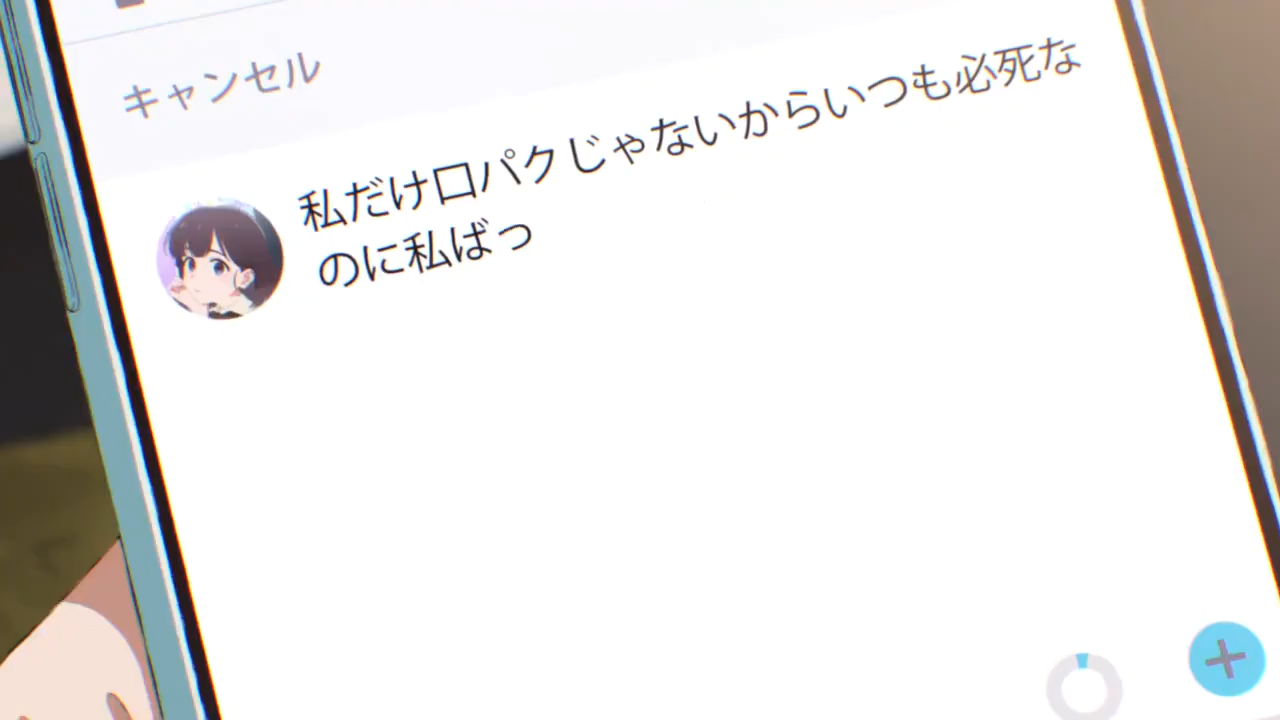 キャンセル
私だけ口パクじゃないからいつも必死な
のに私ばっ